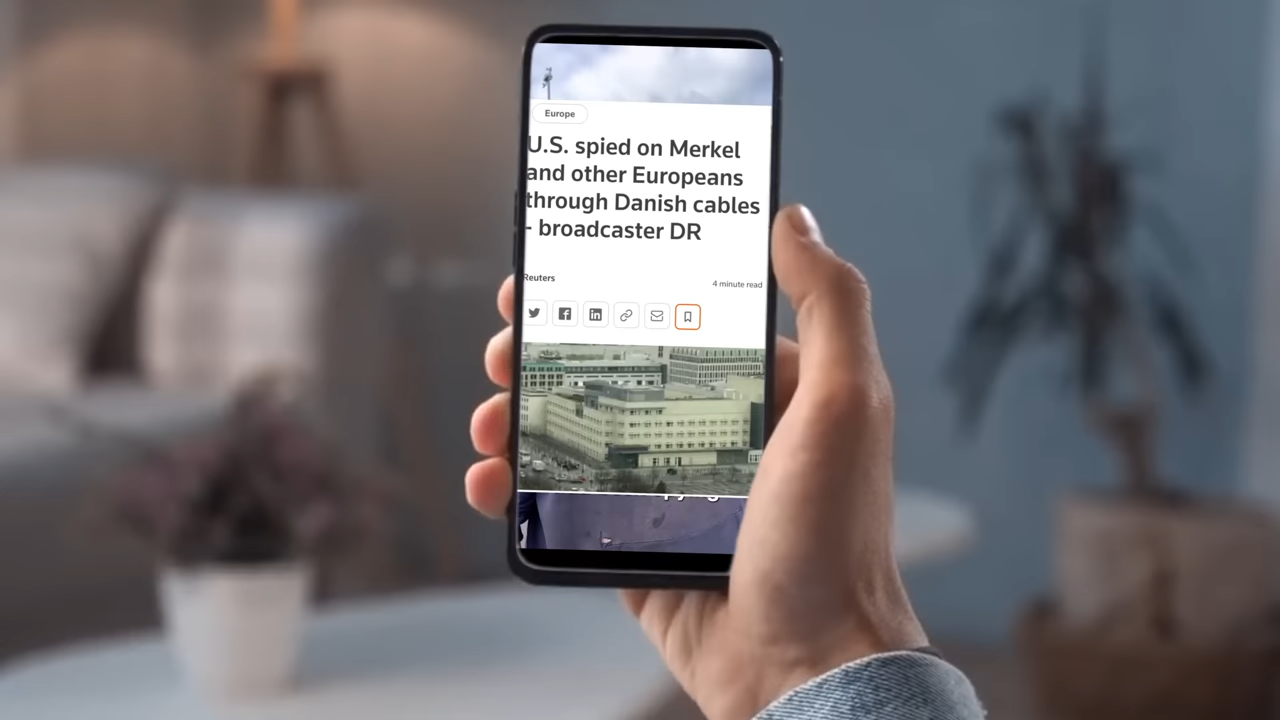 Europe
U.S. spied on Merkel
and other Europeans
through Danish cables
- broadcaster DR
Reuters
4 minute read